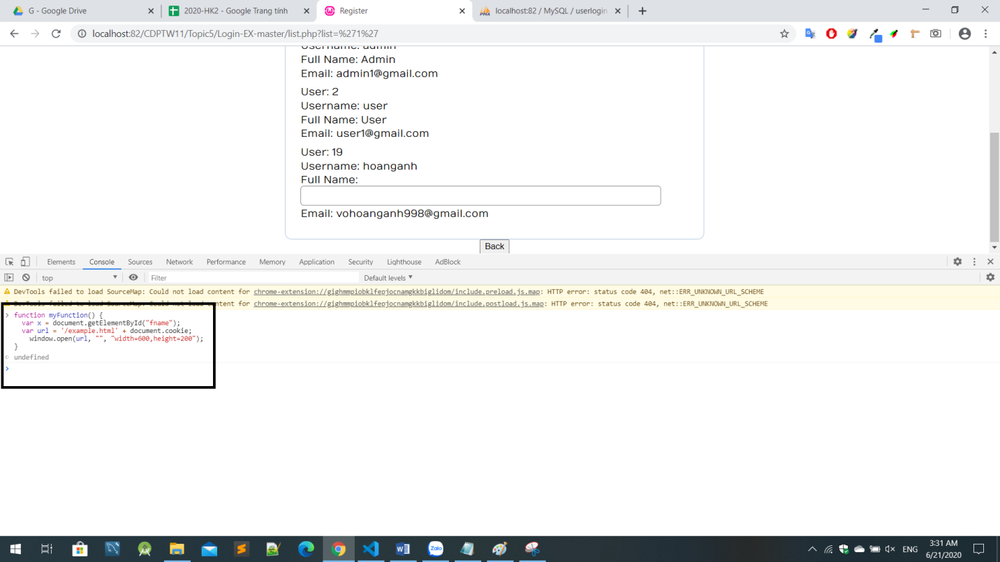 G - Google Drive
2020-HK2 - Google Trang tính
Register
localhost:82 / MySQL / userlogin
localhost:82/CDPTW11/Topic5/Login-EX-master/list.php?list=%271%27
Username: admin
Full Name: Admin
Email: admin1@gmail.com
User: 2
Username: user
Full Name: User
Email: user1@gmail.com
User: 19
Username: hoanganh
Full Name:
Email: vohoanganh998@gmail.com
Back
Elements Console Sources Network Performance Memory Application Security Lighthouse AdBlock
top Filter Default levels
DevTools failed to load SourceMap: Could not load content for chrome-extension://gighmmpiobklfepjocnamgkkbiglidom/include.preload.js.map: HTTP error: status code 404, net::ERR_UNKNOWN_URL_SCHEME
DevTools failed to load SourceMap: Could not load content for chrome-extension://gighmmpiobklfepjocnamgkkbiglidom/include.postload.js.map: HTTP error: status code 404, net::ERR_UNKNOWN_URL_SCHEME
function myFunction() {
var x = document.getElementById("fname");
var url = '/example.html' + document.cookie;
window.open(url, "", "width=600,height=200");
}
undefined
Zalo
ENG
3:31 AM
6/21/2020